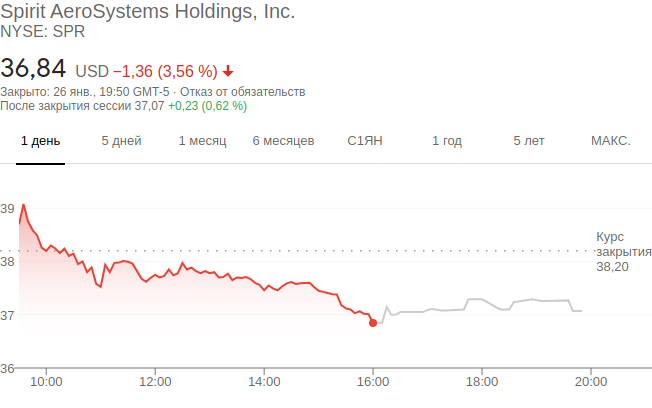 Spirit AeroSystems Holdings, Inc.
NYSE: SPR
36,84 USD −1,36 (3,56 %)
Закрыто: 26 янв., 19:50 GMT-5 · Отказ от обязательств
После закрытия сессии 37,07 +0,23 (0,62 %)
1 день 5 дней 1 месяц 6 месяцев С1ЯН 1 год 5 лет МАКС.
39
Курс
закрытия
38,20
38
37
36
10:00 12:00 14:00 16:00 18:00 20:00